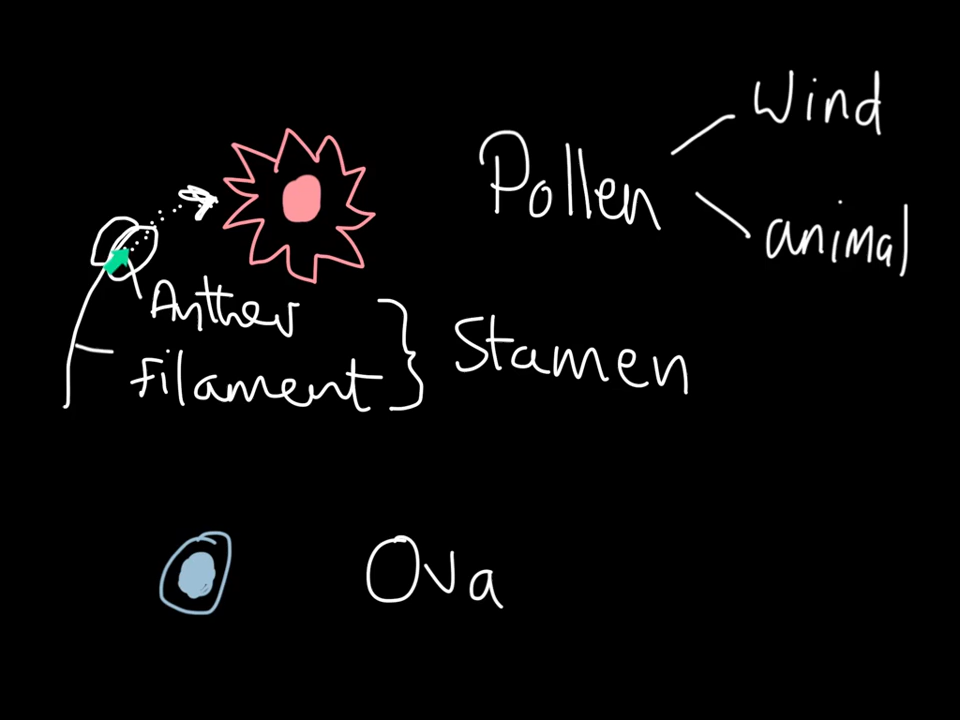 Wind
Pollen
animal
Anther
filament
Stamen
Ova